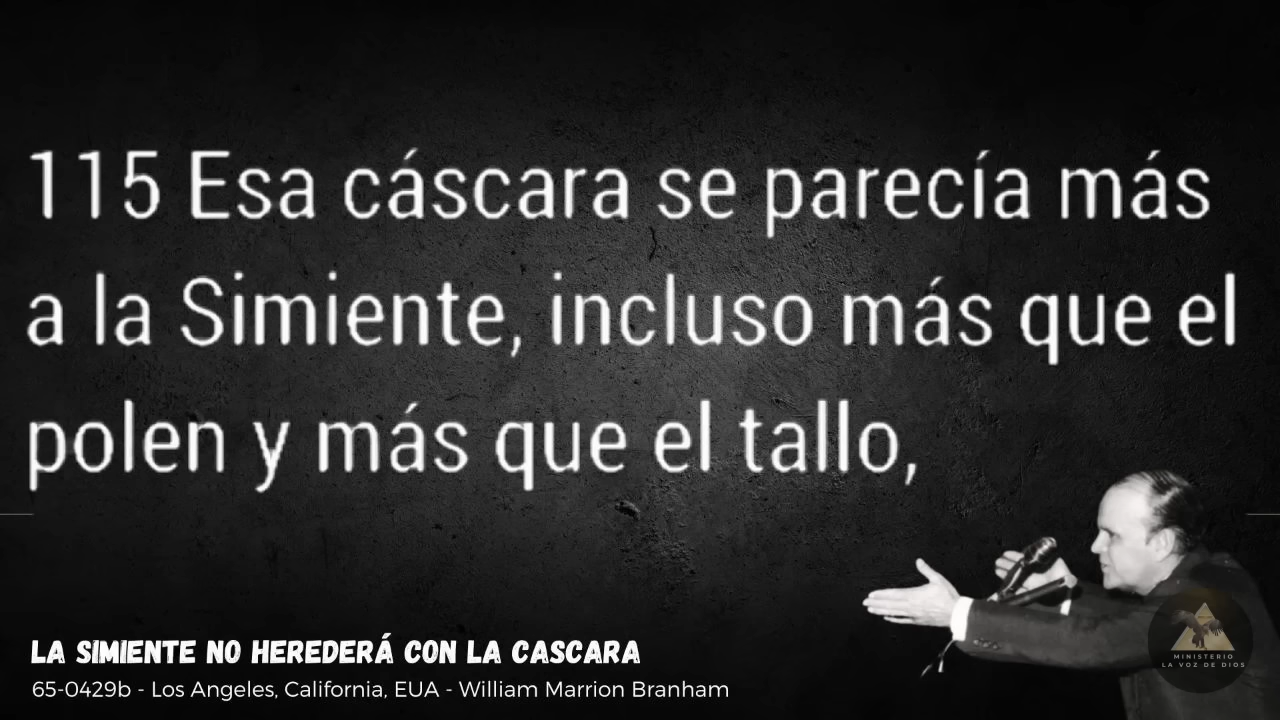 115 Esa cáscara se parecía más
a la Simiente, incluso más que el
polen y más que el tallo,
LA SIMIENTE NO HEREDERÁ CON LA CASCARA
65-0429b - Los Angeles, California, EUA - William Marrion Branham
MINISTERIO
LA VOZ DE DIOS